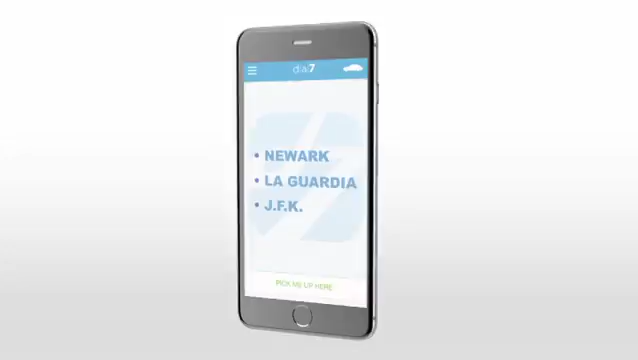 dial7
• NEWARK
• LA GUARDIA
• J.F.K.
PICK ME UP HERE